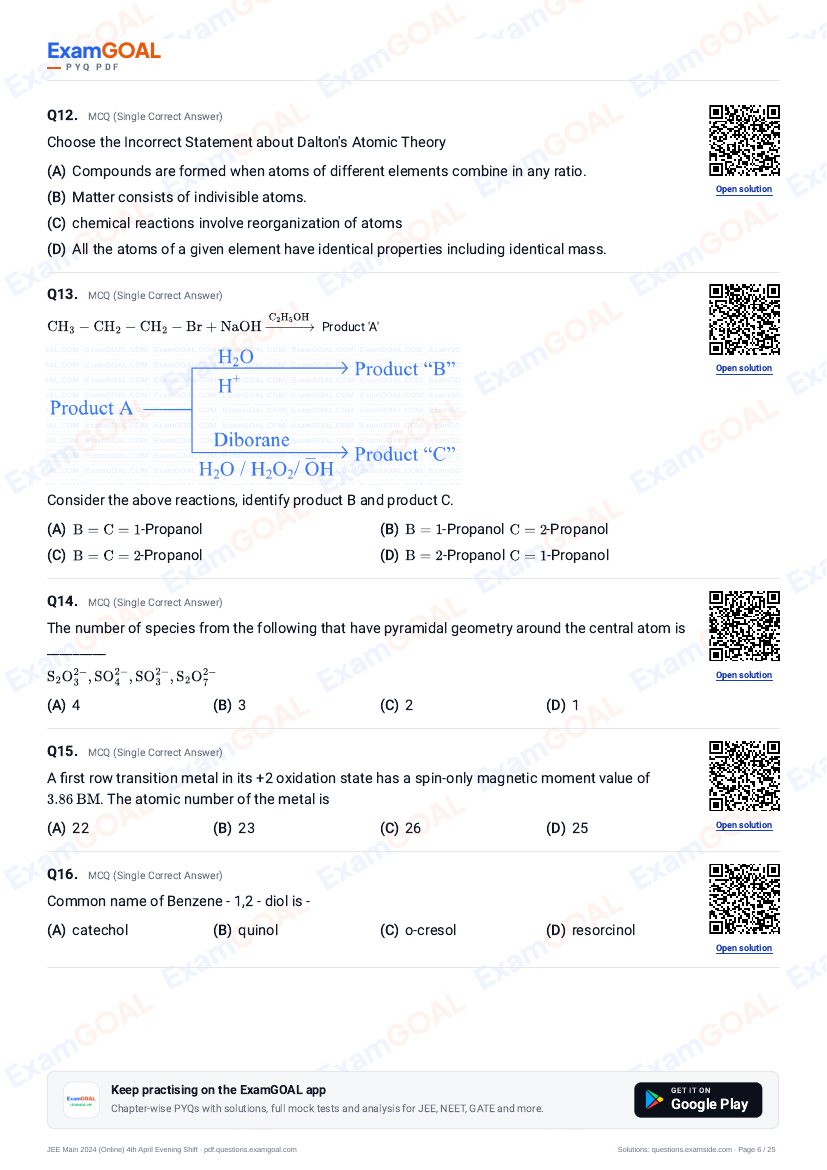 ExamGOAL
PYQ PDF
Q12. MCQ (Single Correct Answer)
Choose the Incorrect Statement about Dalton's Atomic Theory
(A) Compounds are formed when atoms of different elements combine in any ratio.
(B) Matter consists of indivisible atoms.
(C) chemical reactions involve reorganization of atoms
(D) All the atoms of a given element have identical properties including identical mass.
Open solution
Q13. MCQ (Single Correct Answer)
CH₃ − CH₂ − CH₂ − Br + NaOH —C₂H₅OH→ Product 'A'
H₂O
H⁺
Product “B”
Product A
Diborane
H₂O / H₂O₂/ O̅H
Product “C”
Consider the above reactions, identify product B and product C.
(A) B = C = 1-Propanol (B) B = 1-Propanol C = 2-Propanol
(C) B = C = 2-Propanol (D) B = 2-Propanol C = 1-Propanol
Open solution
Q14. MCQ (Single Correct Answer)
The number of species from the following that have pyramidal geometry around the central atom is
_________
S₂O₃²⁻, SO₄²⁻, SO₃²⁻, S₂O₇²⁻
(A) 4 (B) 3 (C) 2 (D) 1
Open solution
Q15. MCQ (Single Correct Answer)
A first row transition metal in its +2 oxidation state has a spin-only magnetic moment value of
3.86 BM. The atomic number of the metal is
(A) 22 (B) 23 (C) 26 (D) 25
Open solution
Q16. MCQ (Single Correct Answer)
Common name of Benzene - 1,2 - diol is -
(A) catechol (B) quinol (C) o-cresol (D) resorcinol
Open solution
ExamGOAL
Keep practising on the ExamGOAL app
Chapter-wise PYQs with solutions, full mock tests and analysis for JEE, NEET, GATE and more.
GET IT ON
Google Play
JEE Main 2024 (Online) 4th April Evening Shift · pdf.questions.examgoal.com
Solutions: questions.examside.com · Page 6 / 25